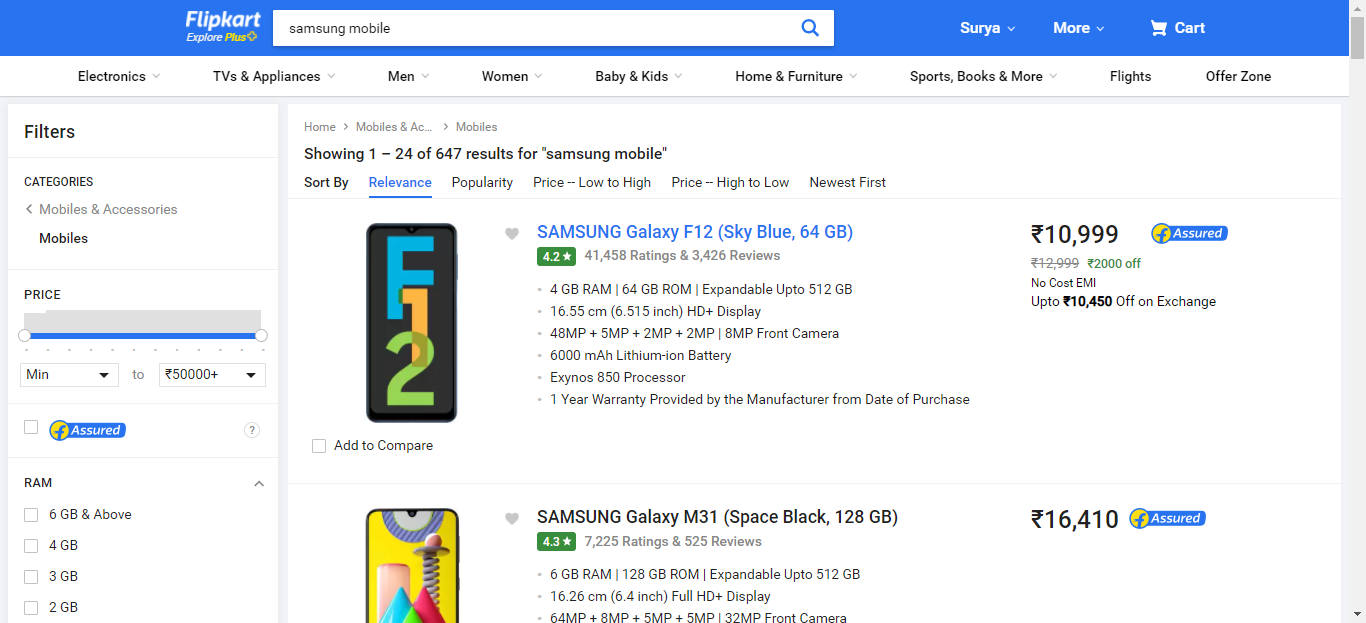 Flipkart
Explore Plus
samsung mobile
Surya
More
Cart
Electronics
TVs & Appliances
Men
Women
Baby & Kids
Home & Furniture
Sports, Books & More
Flights
Offer Zone
Filters
CATEGORIES
Mobiles & Accessories
Mobiles
PRICE
Min
to
₹50000+
f Assured
?
RAM
6 GB & Above
4 GB
3 GB
2 GB
Home
Mobiles & Ac...
Mobiles
Showing 1 – 24 of 647 results for "samsung mobile"
Sort By
Relevance
Popularity
Price -- Low to High
Price -- High to Low
Newest First
F12
Add to Compare
SAMSUNG Galaxy F12 (Sky Blue, 64 GB)
4.2 ★ 41,458 Ratings & 3,426 Reviews
4 GB RAM | 64 GB ROM | Expandable Upto 512 GB
16.55 cm (6.515 inch) HD+ Display
48MP + 5MP + 2MP + 2MP | 8MP Front Camera
6000 mAh Lithium-ion Battery
Exynos 850 Processor
1 Year Warranty Provided by the Manufacturer from Date of Purchase
₹10,999
f Assured
₹12,999 ₹2000 off
No Cost EMI
Upto ₹10,450 Off on Exchange
SAMSUNG Galaxy M31 (Space Black, 128 GB)
4.3 ★ 7,225 Ratings & 525 Reviews
6 GB RAM | 128 GB ROM | Expandable Upto 512 GB
16.26 cm (6.4 inch) Full HD+ Display
64MP + 8MP + 5MP + 5MP | 32MP Front Camera
₹16,410
f Assured